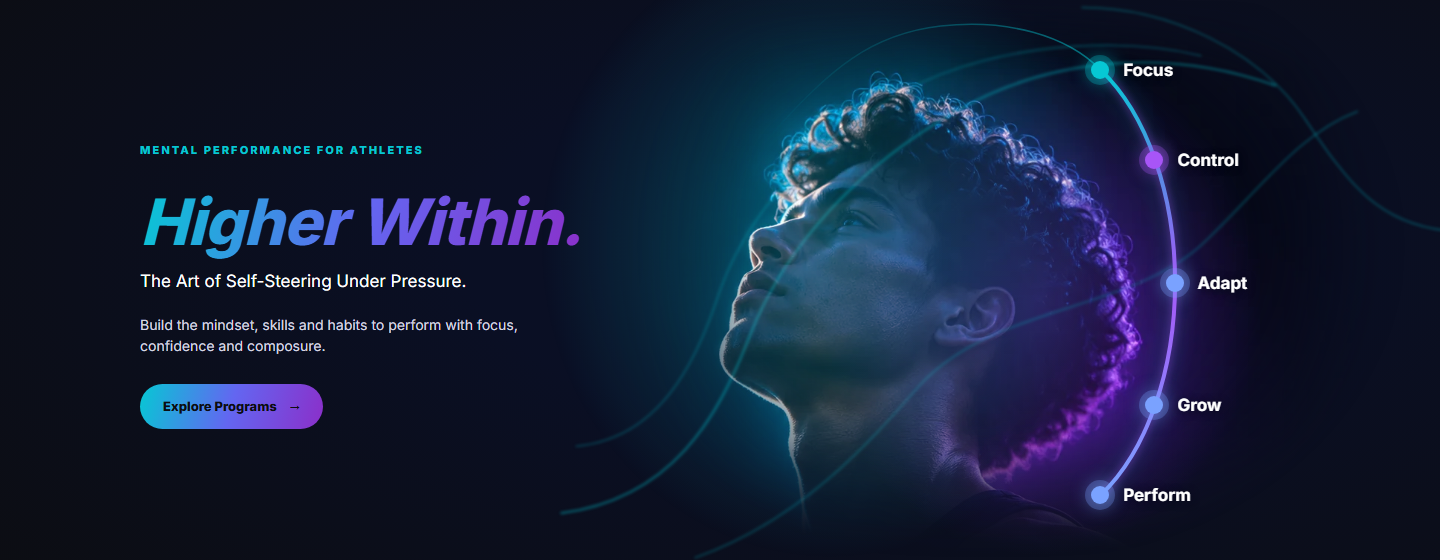 MENTAL PERFORMANCE FOR ATHLETES
Higher Within.
The Art of Self-Steering Under Pressure.
Build the mindset, skills and habits to perform with focus,
confidence and composure.
Explore Programs →
Focus
Control
Adapt
Grow
Perform